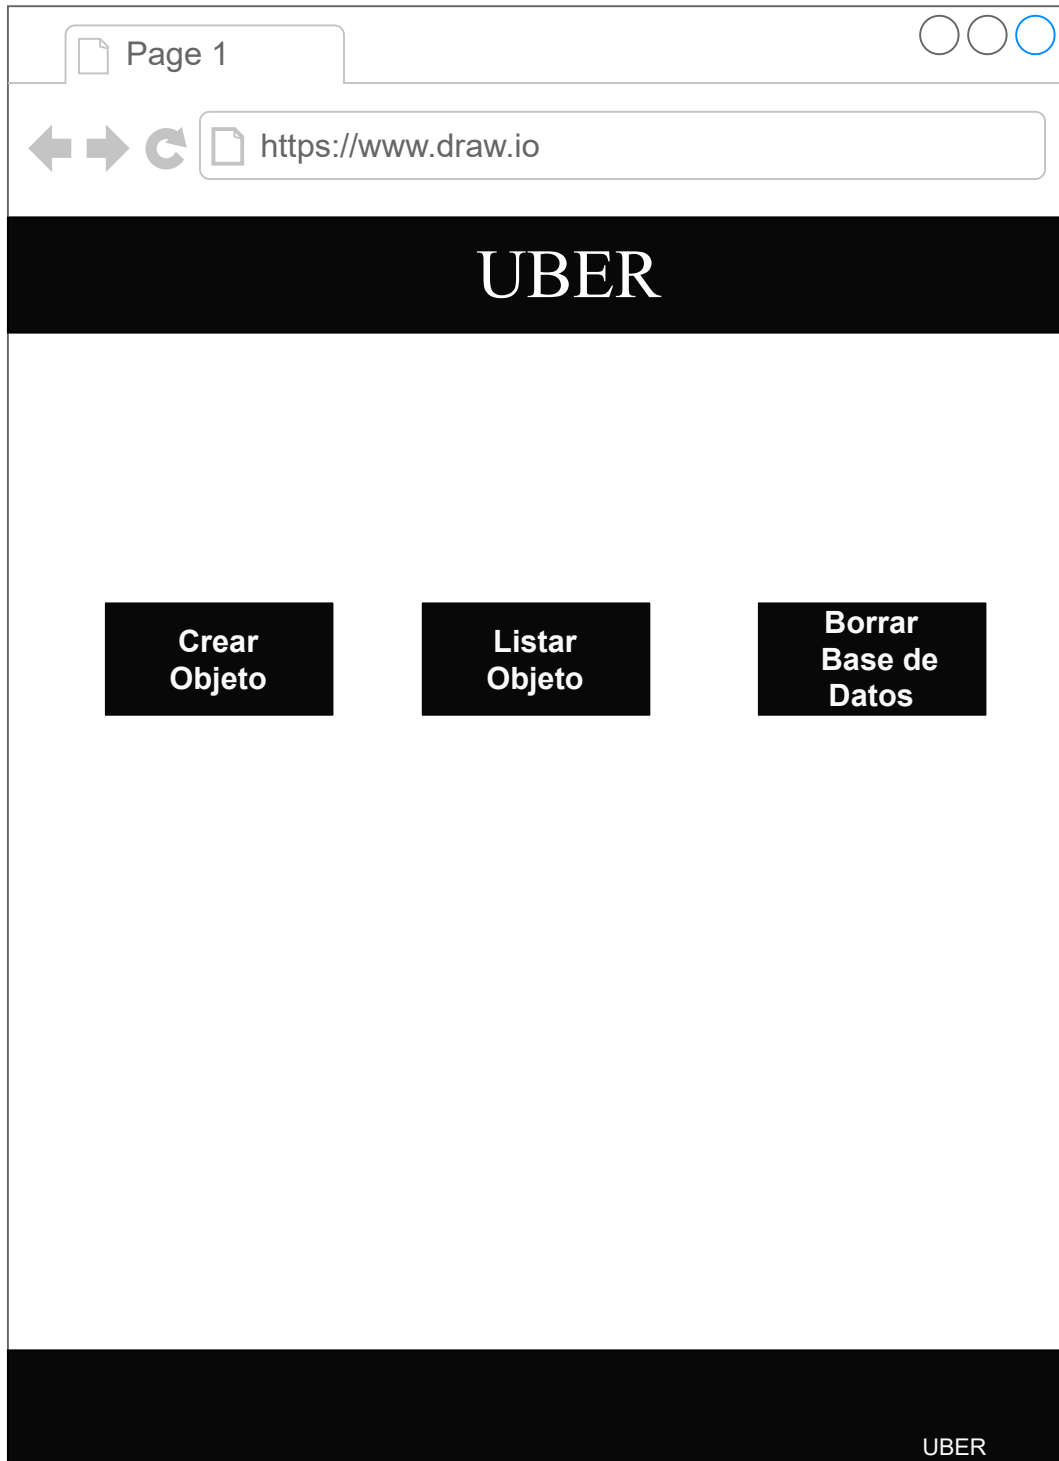 Page 1
https://www.draw.io
UBER
Crear
Objeto
Listar
Objeto
Borrar
Base de
Datos
UBER